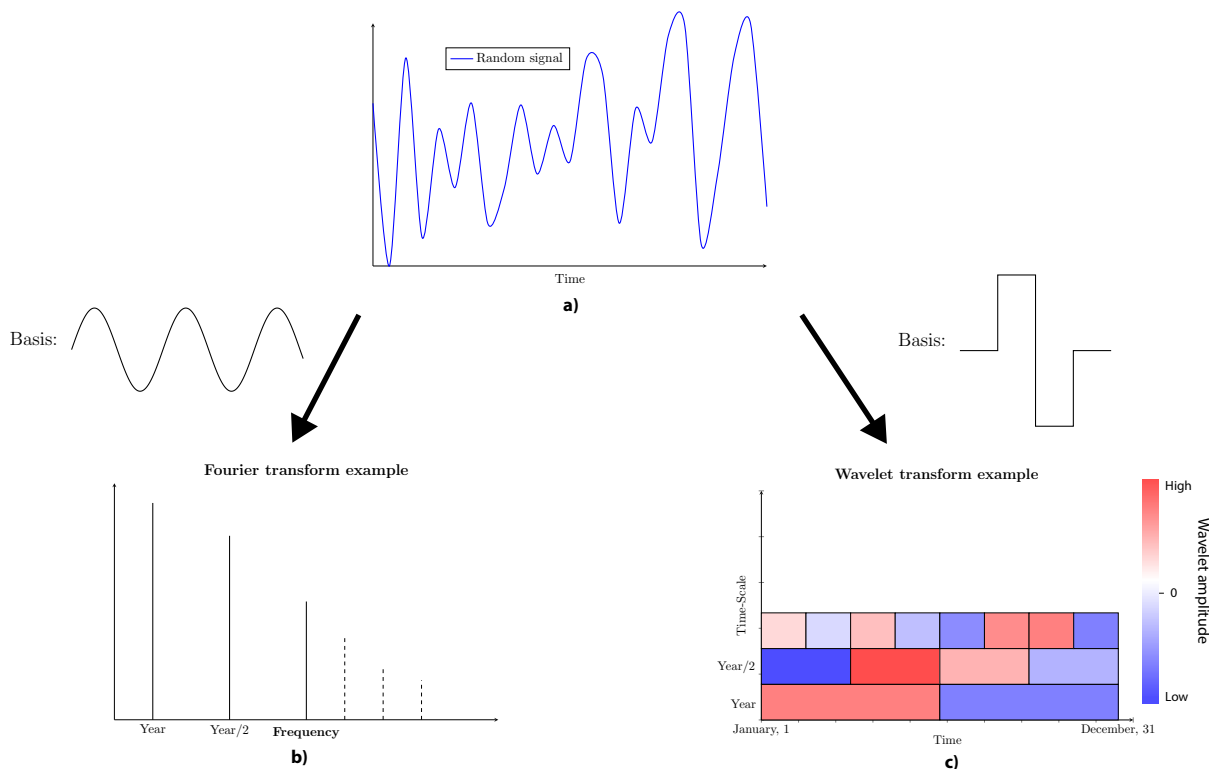 Random signal
Time
a)
Basis:
Basis:
Fourier transform example
Year
Year/2
Frequency
b)
Wavelet transform example
High
0
Low
Wavelet amplitude
Time-Scale
Year/2
Year
January, 1
December, 31
Time
c)